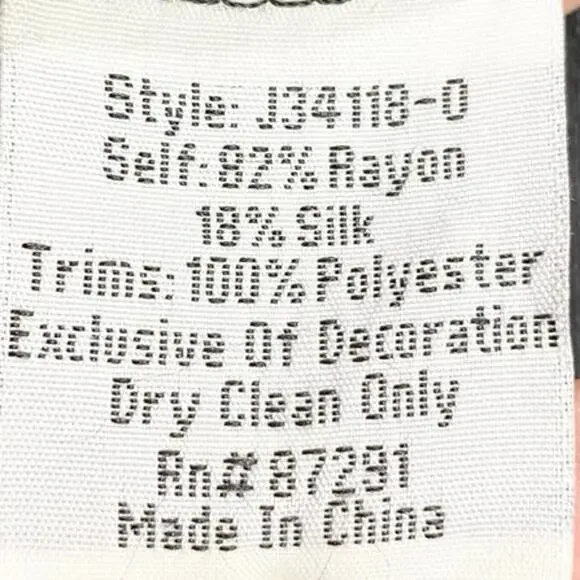 Style: J34118-0
Self: 82% Rayon
18% Silk
Trims: 100% Polyester
Exclusive Of Decoration
Dry Clean Only
Rn# 87291
Made In China